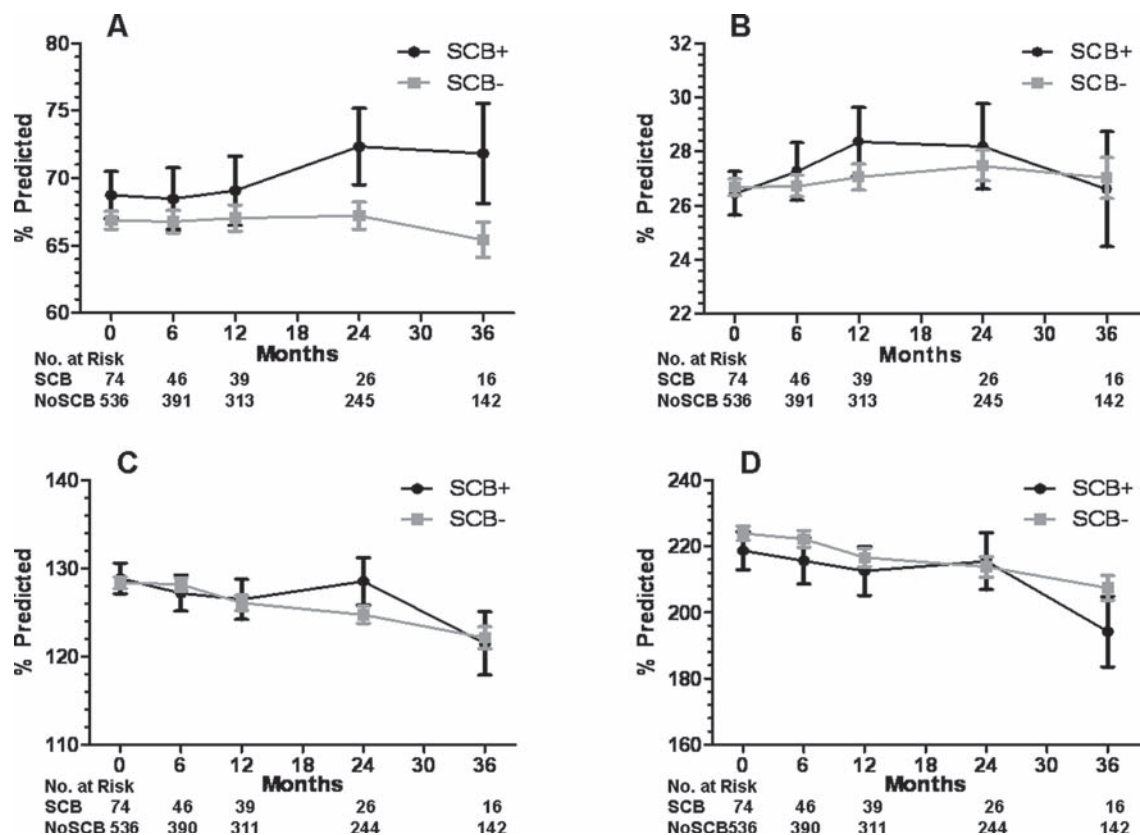 A
SCB+
SCB-
% Predicted
80
75
70
65
60
0 6 12 18 24 30 36
Months
No. at Risk
SCB 74 46 39 26 16
NoSCB 536 391 313 245 142
B
SCB+
SCB-
% Predicted
32
30
28
26
24
22
0 6 12 18 24 30 36
Months
No. at Risk
SCB 74 46 39 26 16
NoSCB 536 391 313 245 142
C
SCB+
SCB-
% Predicted
140
130
120
110
0 6 12 18 24 30 36
Months
No. at Risk
SCB 74 46 39 26 16
NoSCB 536 390 311 244 142
D
SCB+
SCB-
% Predicted
240
220
200
180
160
0 6 12 18 24 30 36
Months
No. at Risk
SCB 74 46 39 26 16
NoSCB536 390 311 244 142